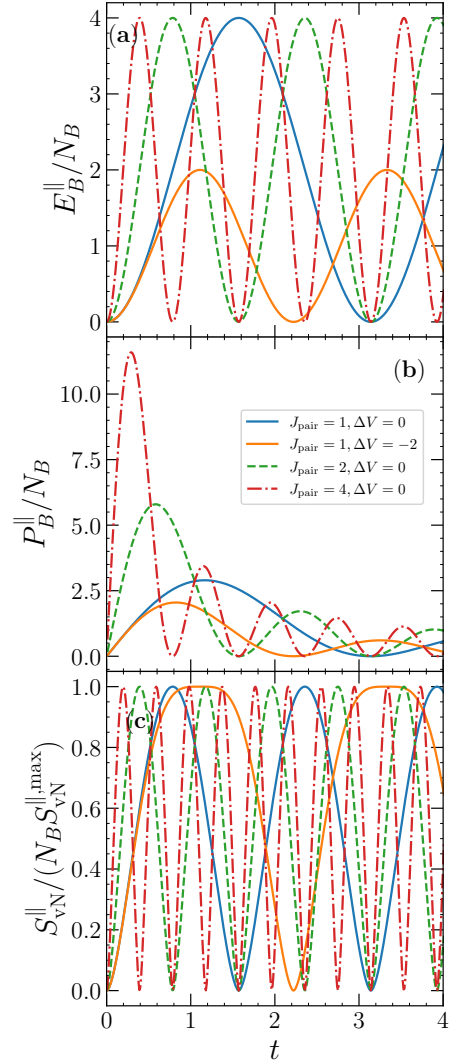 (a)
4
3
2
1
0
E_B^∥/N_B
(b)
10.0
7.5
5.0
2.5
0.0
P_B^∥/N_B
J_pair = 1, ΔV = 0
J_pair = 1, ΔV = −2
J_pair = 2, ΔV = 0
J_pair = 4, ΔV = 0
(c)
1.0
0.8
0.6
0.4
0.2
0.0
S_vN^∥/(N_B S_vN^{∥,max})
0 1 2 3 4
t